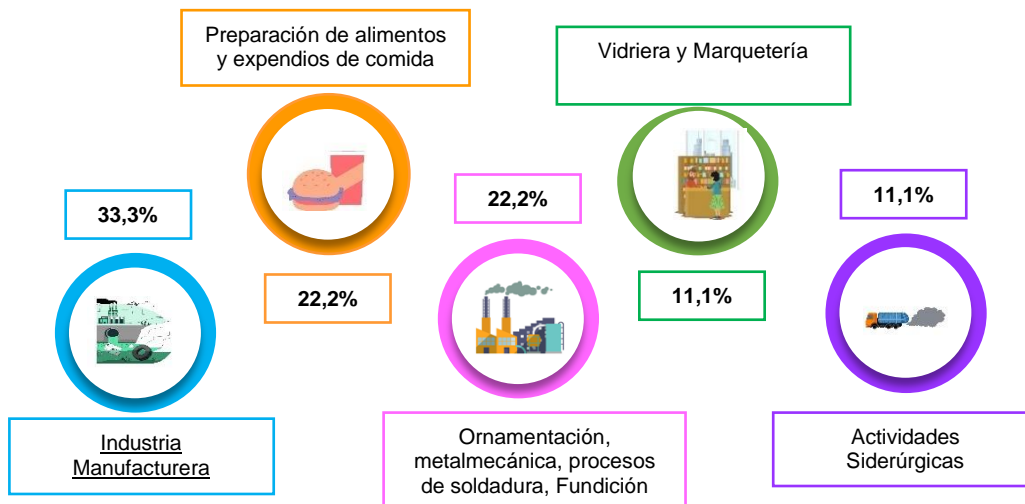 Preparación de alimentos
y expendios de comida
Vidriera y Marquetería
33,3%
22,2%
22,2%
11,1%
11,1%
Industria
Manufacturera
Ornamentación,
metalmecánica, procesos
de soldadura, Fundición
Actividades
Siderúrgicas